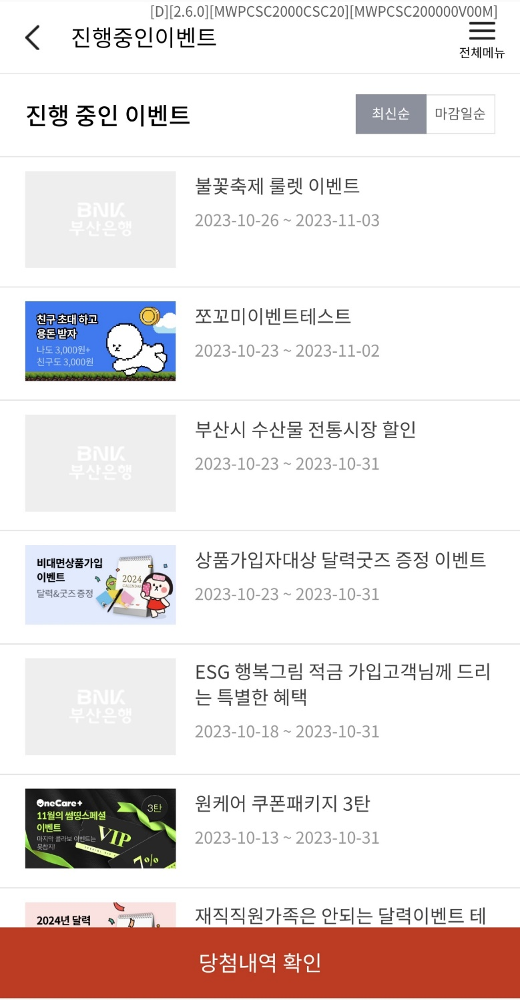 [D][2.6.0][MWPCSC2000CSC20][MWPCSC200000V00M]
진행중인이벤트
전체메뉴
진행 중인 이벤트
최신순
마감일순
BNK
부산은행
불꽃축제 룰렛 이벤트
2023-10-26 ~ 2023-11-03
친구 초대 하고
용돈 받자
나도 3,000원+
친구도 3,000원
쪼꼬미이벤트테스트
2023-10-23 ~ 2023-11-02
BNK
부산은행
부산시 수산물 전통시장 할인
2023-10-23 ~ 2023-10-31
비대면상품가입
이벤트
달력&굿즈증정
2024
CALENDAR
상품가입자대상 달력굿즈 증정 이벤트
2023-10-23 ~ 2023-10-31
BNK
부산은행
ESG 행복그림 적금 가입고객님께 드리
는 특별한 혜택
2023-10-18 ~ 2023-10-31
OneCare+
11월의 썸띵스페셜
이벤트
마지막 콜라보 이벤트는
못참지!
3탄
VIP
7%
원케어 쿠폰패키지 3탄
2023-10-13 ~ 2023-10-31
2024년 달력
재직직원가족은 안되는 달력이벤트 테
당첨내역 확인